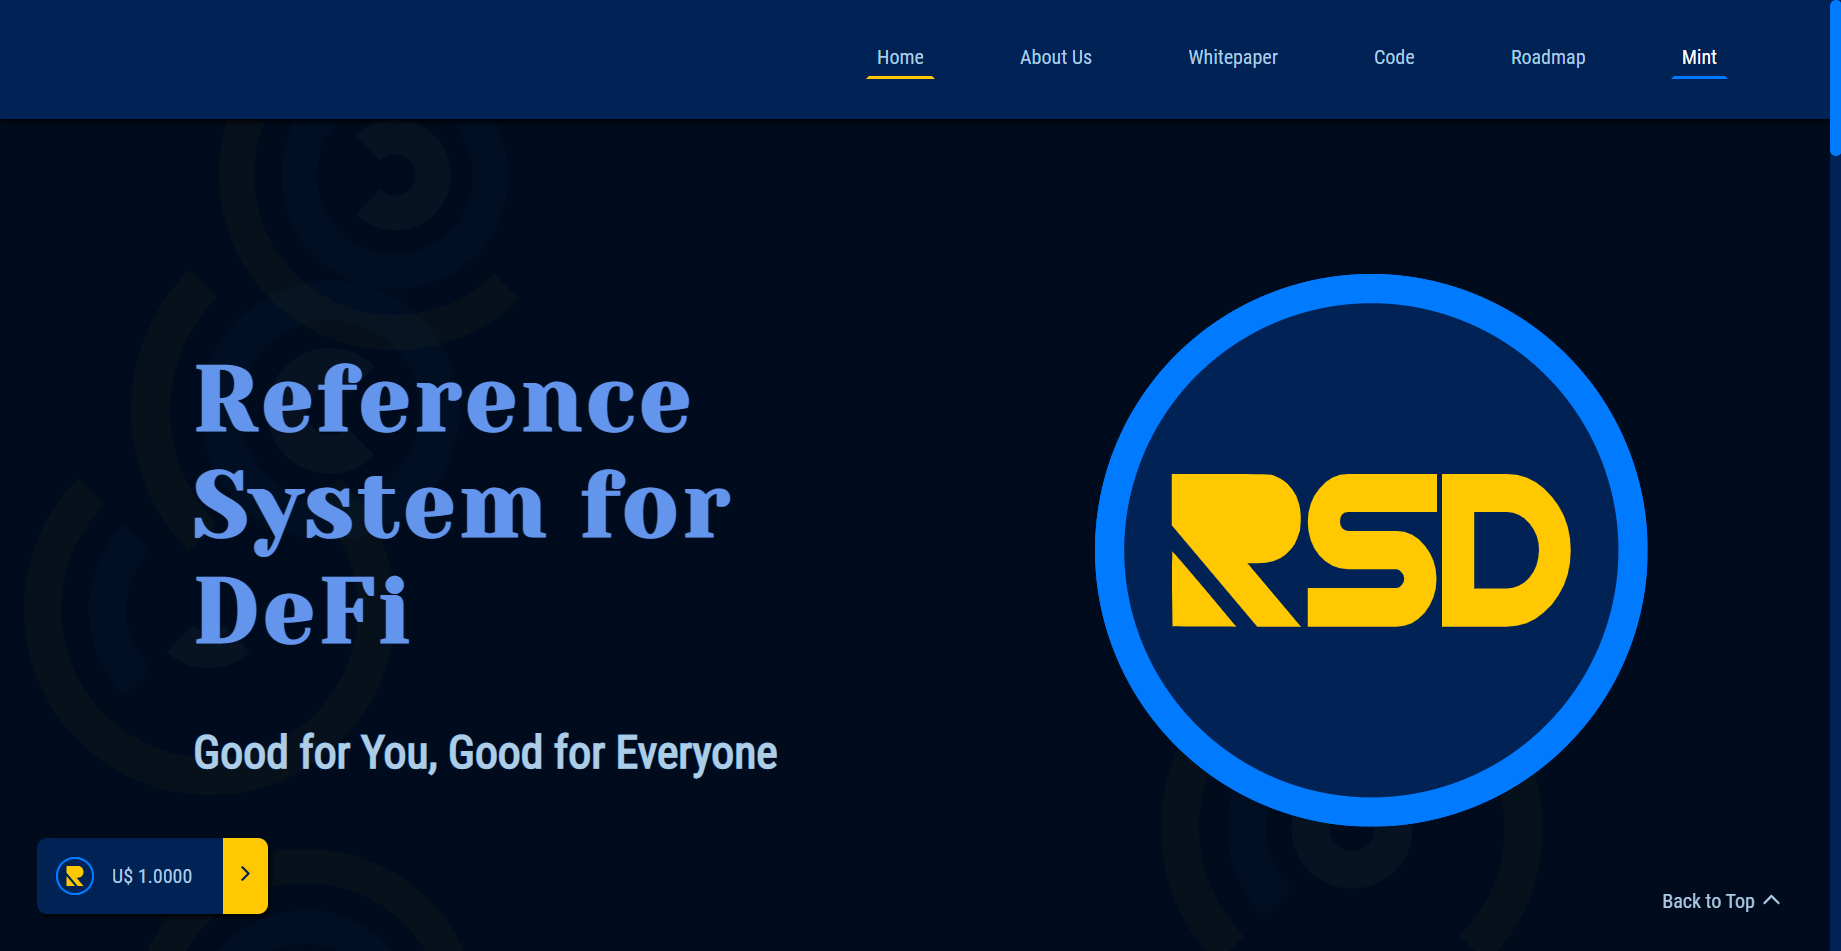 Home About Us Whitepaper Code Roadmap Mint
Reference
System for
DeFi
RSD
Good for You, Good for Everyone
R U$ 1.0000
Back to Top